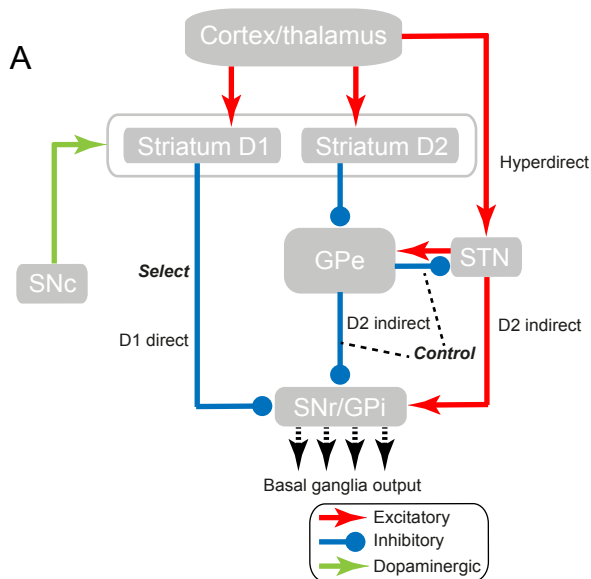 Cortex/thalamus
A
Striatum D1
Striatum D2
Hyperdirect
GPe
STN
SNc
Select
D1 direct
D2 indirect
D2 indirect
Control
SNr/GPi
Basal ganglia output
Excitatory
Inhibitory
Dopaminergic